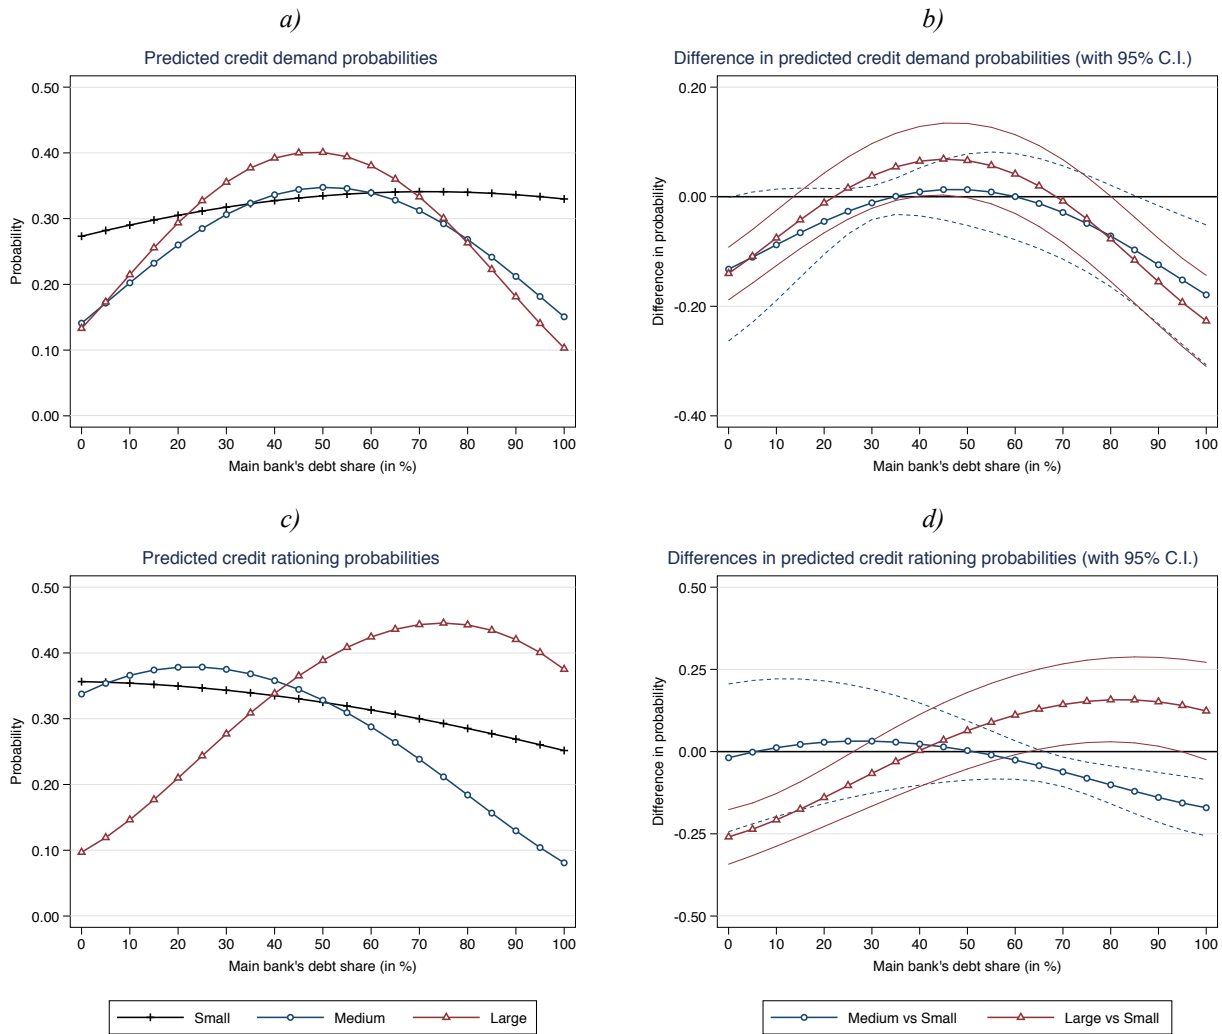 a)
Predicted credit demand probabilities
0.50
0.40
0.30
0.20
0.10
0.00
Probability
0 10 20 30 40 50 60 70 80 90 100
Main bank's debt share (in %)
b)
Difference in predicted credit demand probabilities (with 95% C.I.)
0.20
0.00
-0.20
-0.40
Difference in probability
0 10 20 30 40 50 60 70 80 90 100
Main bank's debt share (in %)
c)
Predicted credit rationing probabilities
0.50
0.40
0.30
0.20
0.10
0.00
Probability
0 10 20 30 40 50 60 70 80 90 100
Main bank's debt share (in %)
Small Medium Large
d)
Differences in predicted credit rationing probabilities (with 95% C.I.)
0.50
0.25
0.00
-0.25
-0.50
Difference in probability
0 10 20 30 40 50 60 70 80 90 100
Main bank's debt share (in %)
Medium vs Small Large vs Small